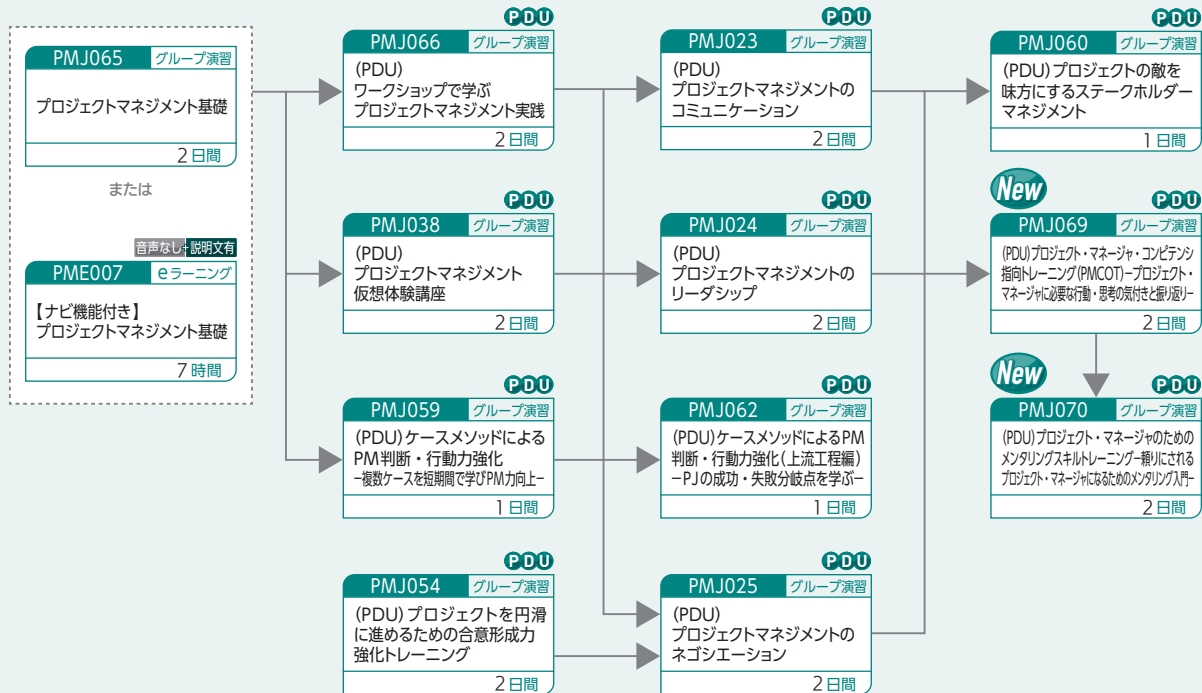 PMJ065 グループ演習
プロジェクトマネジメント基礎
2日間
または
音声なし+説明文有
PME007 eラーニング
【ナビ機能付き】
プロジェクトマネジメント基礎
7時間
PDU
PMJ066 グループ演習
(PDU)
ワークショップで学ぶ
プロジェクトマネジメント実践
2日間
PDU
PMJ038 グループ演習
(PDU)
プロジェクトマネジメント
仮想体験講座
2日間
PDU
PMJ059 グループ演習
(PDU)ケースメソッドによる
PM判断・行動力強化
−複数ケースを短期間で学びPM力向上−
1日間
PDU
PMJ054 グループ演習
(PDU)プロジェクトを円滑
に進めるための合意形成力
強化トレーニング
2日間
PDU
PMJ023 グループ演習
(PDU)
プロジェクトマネジメントの
コミュニケーション
2日間
PDU
PMJ024 グループ演習
(PDU)
プロジェクトマネジメントの
リーダシップ
2日間
PDU
PMJ062 グループ演習
(PDU)ケースメソッドによるPM
判断・行動力強化(上流工程編)
−PJの成功・失敗分岐点を学ぶ−
1日間
PDU
PMJ025 グループ演習
(PDU)
プロジェクトマネジメントの
ネゴシエーション
2日間
PDU
PMJ060 グループ演習
(PDU)プロジェクトの敵を
味方にするステークホルダー
マネジメント
1日間
New PDU
PMJ069 グループ演習
(PDU)プロジェクト・マネージャ・コンピテンシ
指向トレーニング(PMCOT)−プロジェクト・
マネージャに必要な行動・思考の気付きと振り返り−
2日間
New PDU
PMJ070 グループ演習
(PDU)プロジェクト・マネージャのための
メンタリングスキルトレーニング−頼りにされる
プロジェクト・マネージャになるためのメンタリング入門−
2日間